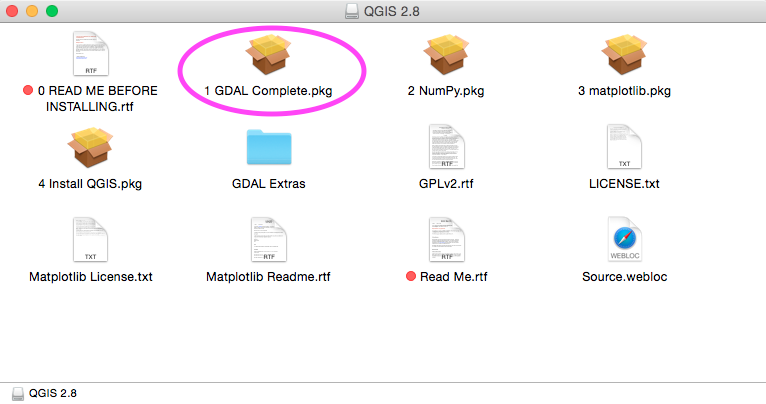 QGIS 2.8
RTF
0 READ ME BEFORE
INSTALLING.rtf
1 GDAL Complete.pkg
2 NumPy.pkg
3 matplotlib.pkg
4 Install QGIS.pkg
GDAL Extras
RTF
GPLv2.rtf
TXT
LICENSE.txt
TXT
Matplotlib License.txt
RTF
Matplotlib Readme.rtf
RTF
Read Me.rtf
WEBLOC
Source.webloc
QGIS 2.8